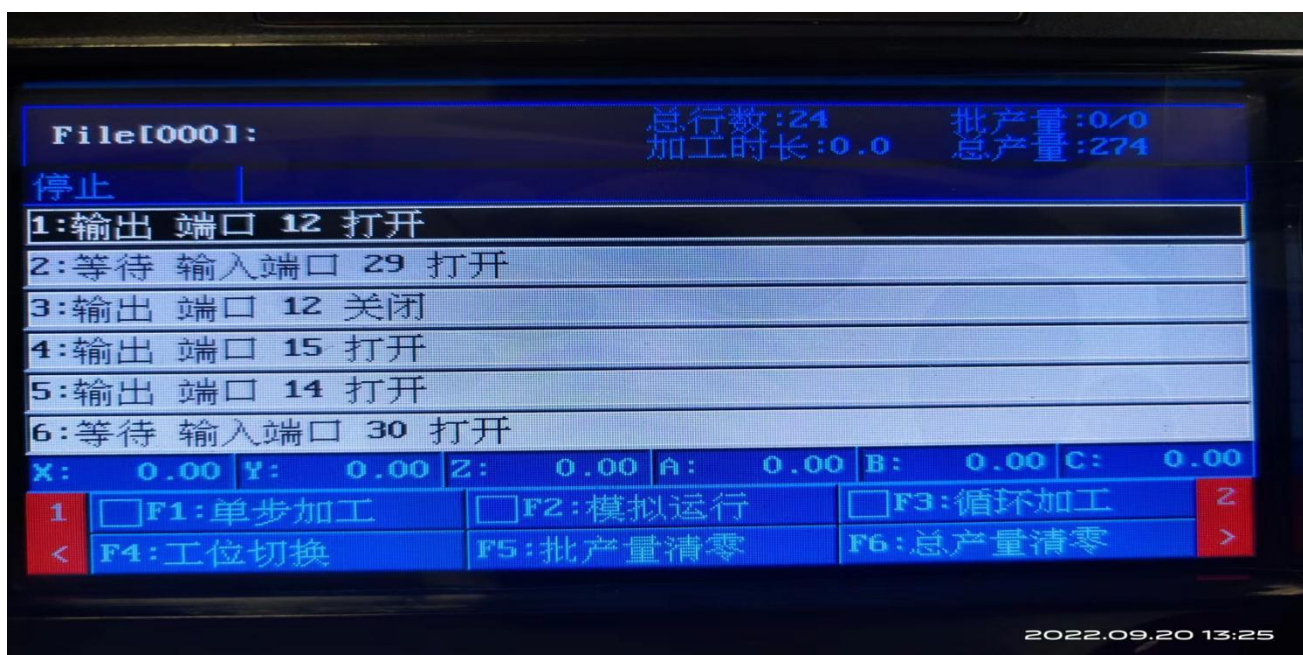 File[000]: 总行数:24 批产量:0/0
加工时长:0.0 总产量:274
停止
1:输出 端口 12 打开
2:等待 输入端口 29 打开
3:输出 端口 12 关闭
4:输出 端口 15 打开
5:输出 端口 14 打开
6:等待 输入端口 30 打开
X: 0.00 Y: 0.00 Z: 0.00 A: 0.00 B: 0.00 C: 0.00
1 F1:单步加工 F2:模拟运行 F3:循环加工 2
< F4:工位切换 F5:批产量清零 F6:总产量清零 >
2022.09.20 13:25